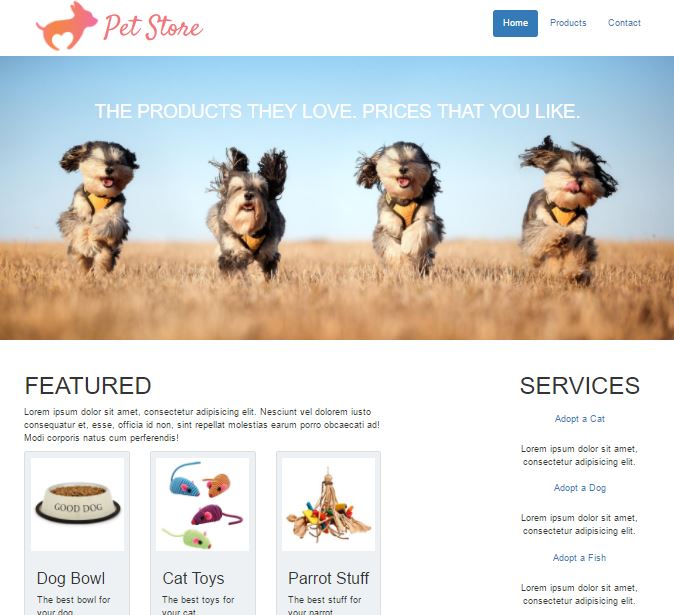 Pet Store
Home
Products
Contact
THE PRODUCTS THEY LOVE. PRICES THAT YOU LIKE.
FEATURED
Lorem ipsum dolor sit amet, consectetur adipisicing elit. Nesciunt vel dolorem iusto
consequatur et, esse, officia id non, sint repellat molestias earum porro obcaecati ad!
Modi corporis natus cum perferendis!
GOOD DOG
Dog Bowl
The best bowl for
your dog
Cat Toys
The best toys for
your cat
Parrot Stuff
The best stuff for
your parrot
SERVICES
Adopt a Cat
Lorem ipsum dolor sit amet,
consectetur adipisicing elit.
Adopt a Dog
Lorem ipsum dolor sit amet,
consectetur adipisicing elit.
Adopt a Fish
Lorem ipsum dolor sit amet,
consectetur adipisicing elit.